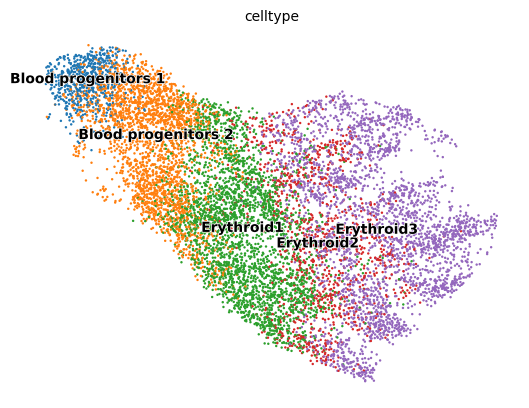 celltype
Blood progenitors 1
Blood progenitors 2
Erythroid1
Erythroid3
Erythroid2